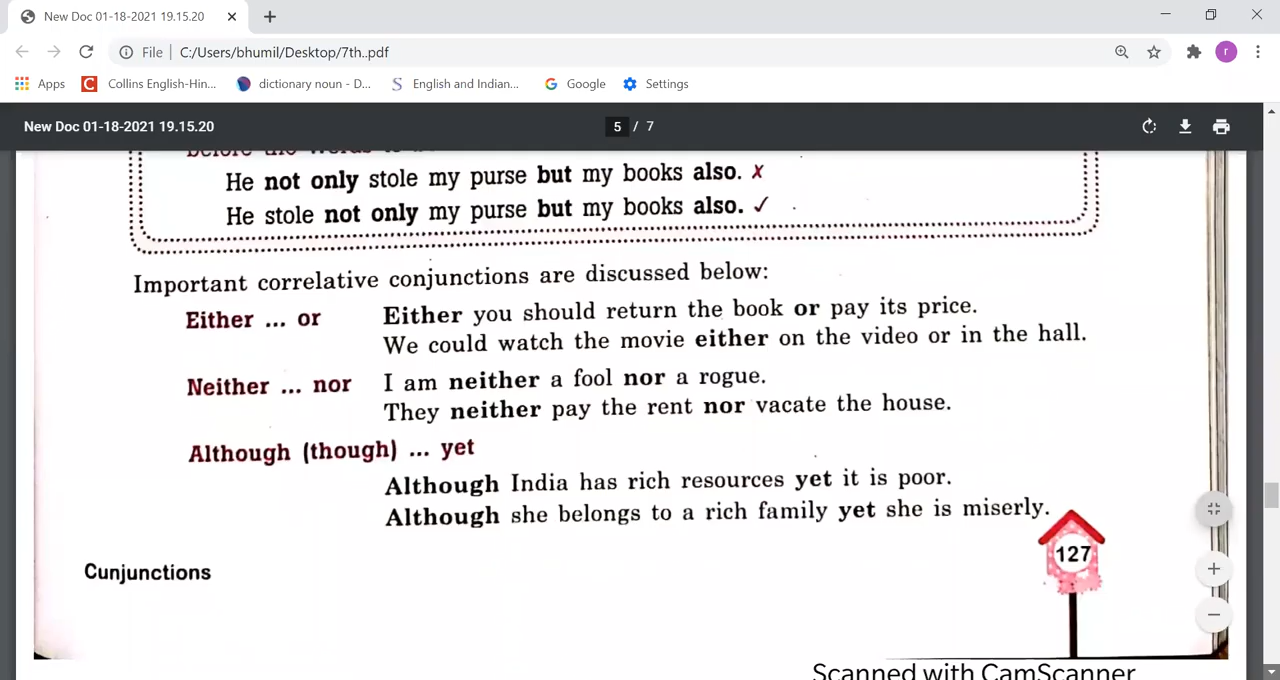 New Doc 01-18-2021 19.15.20
File | C:/Users/bhumil/Desktop/7th..pdf
r
Apps Collins English-Hin... dictionary noun - D... English and Indian... Google Settings
New Doc 01-18-2021 19.15.20 5 / 7
before the words to
He not only stole my purse but my books also. ✗
He stole not only my purse but my books also. ✓
Important correlative conjunctions are discussed below:
Either ... or Either you should return the book or pay its price.
We could watch the movie either on the video or in the hall.
Neither ... nor I am neither a fool nor a rogue.
They neither pay the rent nor vacate the house.
Although (though) ... yet
Although India has rich resources yet it is poor.
Although she belongs to a rich family yet she is miserly.
127
Cunjunctions
Scanned with CamScanner